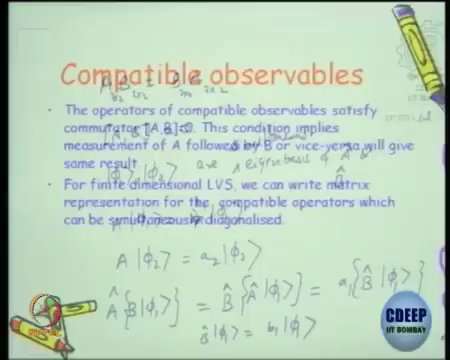 Compatible observables
• The operators of compatible observables satisfy
commutator [A,B]=0. This condition implies
measurement of A followed by B or vice-versa will give
same result
are eigenbasis of Â &
B̂
• For finite dimensional LVS, we can write matrix
representation for the compatible operators which
can be simultaneously diagonalised.
A |ϕ₂⟩ = a₂ |ϕ₂⟩
Â {B |ϕ₁⟩} = B̂ {Â |ϕ₁⟩} = a₁ {B̂ |ϕ₁⟩}
B̂ |ϕ₁⟩ = b₁ |ϕ₁⟩
CDEEP
IIT BOMBAY